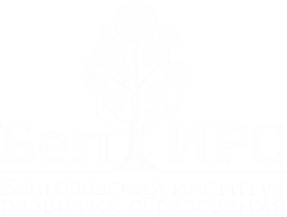 Бел ИРО
Белгородский институт
развития образования